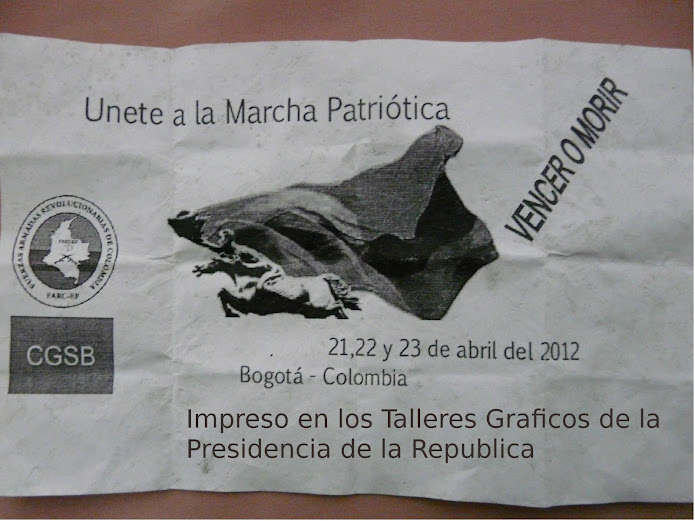 Unete a la Marcha Patriótica
VENCER O MORIR
FUERZAS ARMADAS REVOLUCIONARIAS DE COLOMBIA
FARC-EP
CGSB
21,22 y 23 de abril del 2012
Bogotá - Colombia
Impreso en los Talleres Graficos de la
Presidencia de la Republica